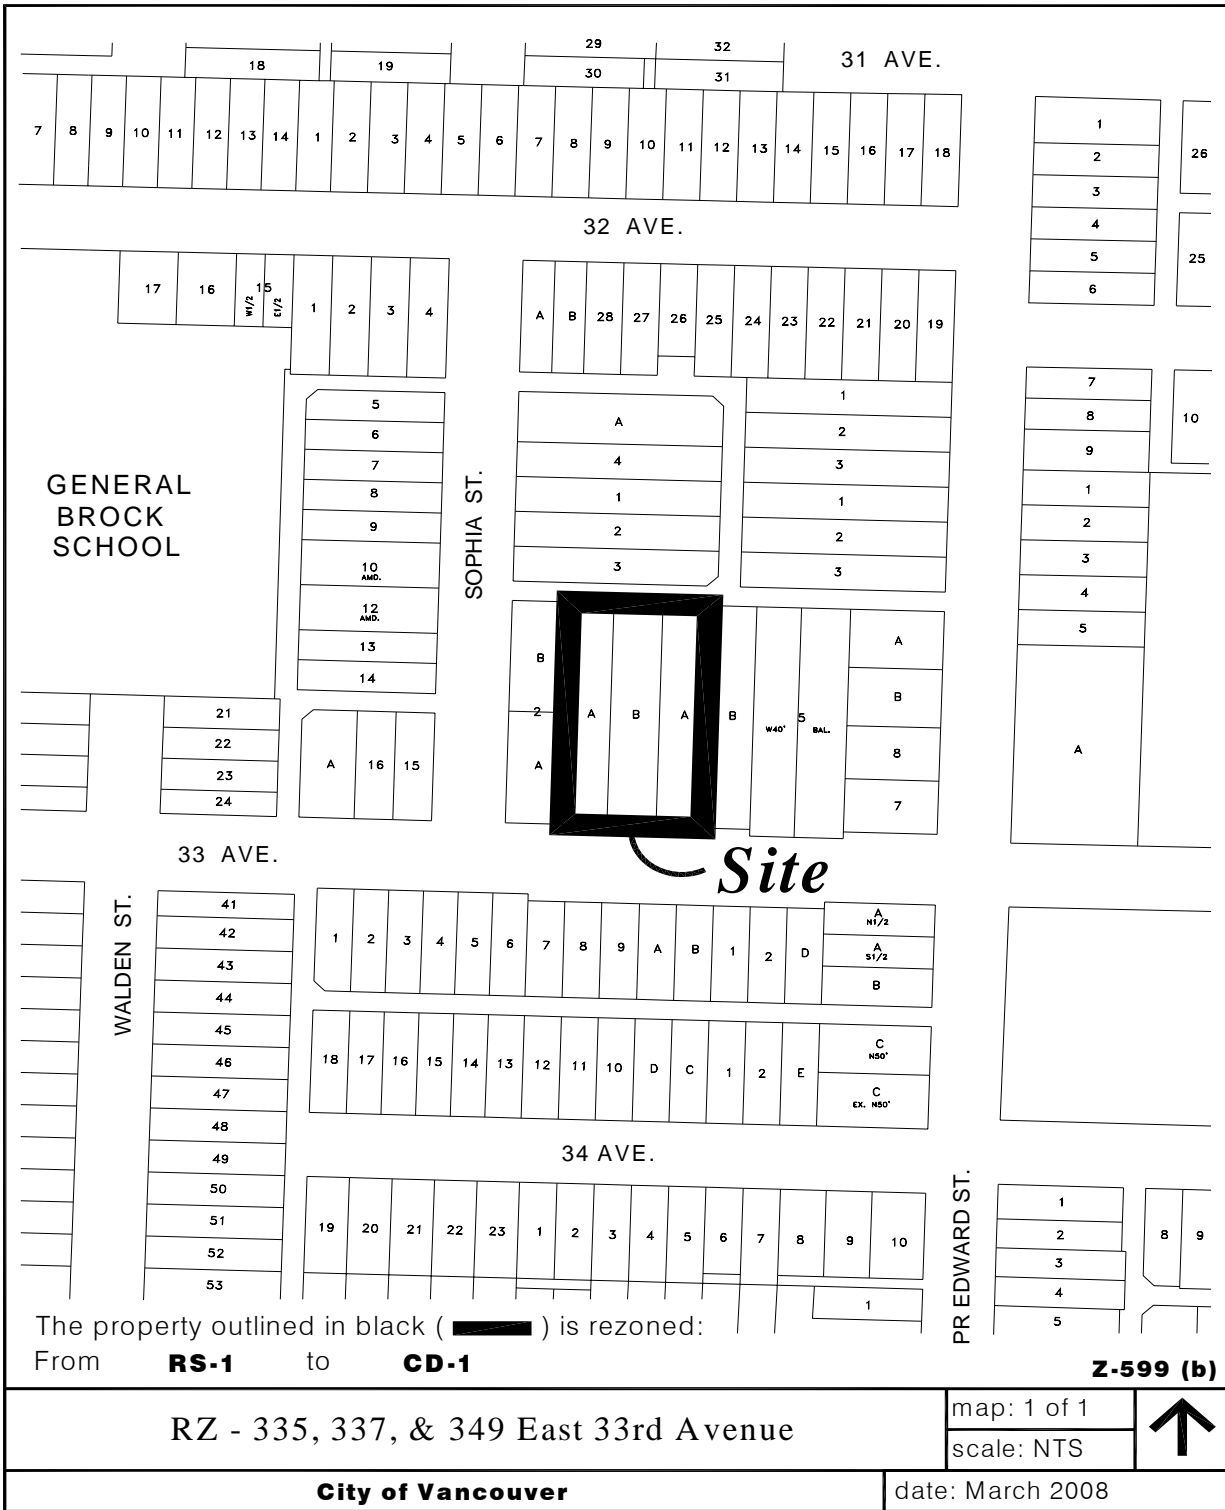 29 32
31 AVE.
18 19 30 31
7 8 9 10 11 12 13 14 1 2 3 4 5 6 7 8 9 10 11 12 13 14 15 16 17 18
1
2
3
4
5
6
26
25
32 AVE.
17 16 15 W1/2 E1/2 1 2 3 4
A B 28 27 26 25 24 23 22 21 20 19
7
8
9
10
1
2
3
4
5
A
GENERAL
BROCK
SCHOOL
5
6
7
8
9
10
AMD.
12
AMD.
13
14
SOPHIA ST.
A
4
1
2
3
1
2
3
1
2
3
B
2
A
A B A B W40' 5 BAL.
A
B
8
7
21
22
23
24
A 16 15
33 AVE.
Site
WALDEN ST.
41
42
43
44
45
46
47
48
49
50
51
52
53
1 2 3 4 5 6 7 8 9 A B 1 2 D
A
N1/2
A
S1/2
B
18 17 16 15 14 13 12 11 10 D C 1 2 E
C
N50'
C
EX. N50'
34 AVE.
19 20 21 22 23 1 2 3 4 5 6 7 8 9 10
1
PR EDWARD ST.
1
2
3
4
5
8 9
The property outlined in black ( ) is rezoned:
From RS-1 to CD-1
Z-599 (b)
RZ - 335, 337, & 349 East 33rd Avenue
map: 1 of 1
scale: NTS
City of Vancouver
date: March 2008